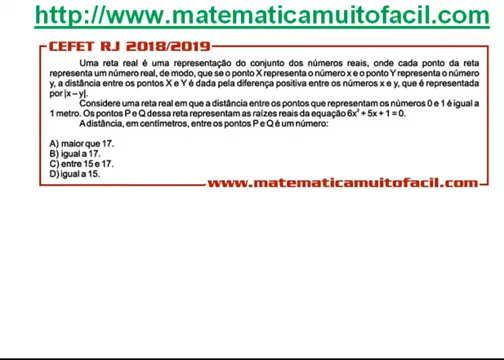 http://www.matematicamuitofacil.com
CEFET RJ 2018/2019
Uma reta real é uma representação do conjunto dos números reais, onde cada ponto da reta
representa um número real, de modo, que se o ponto X representa o número x e o ponto Y representa o número
y, a distância entre os pontos X e Y é dada pela diferença positiva entre os números x e y, que é representada
por |x – y|.
Considere uma reta real em que a distância entre os pontos que representam os números 0 e 1 é igual a
1 metro. Os pontos P e Q dessa reta representam as raízes reais da equação 6x² + 5x + 1 = 0.
A distância, em centímetros, entre os pontos P e Q é um número:
A) maior que 17.
B) igual a 17.
C) entre 15 e 17.
D) igual a 15.
www.matematicamuitofacil.com